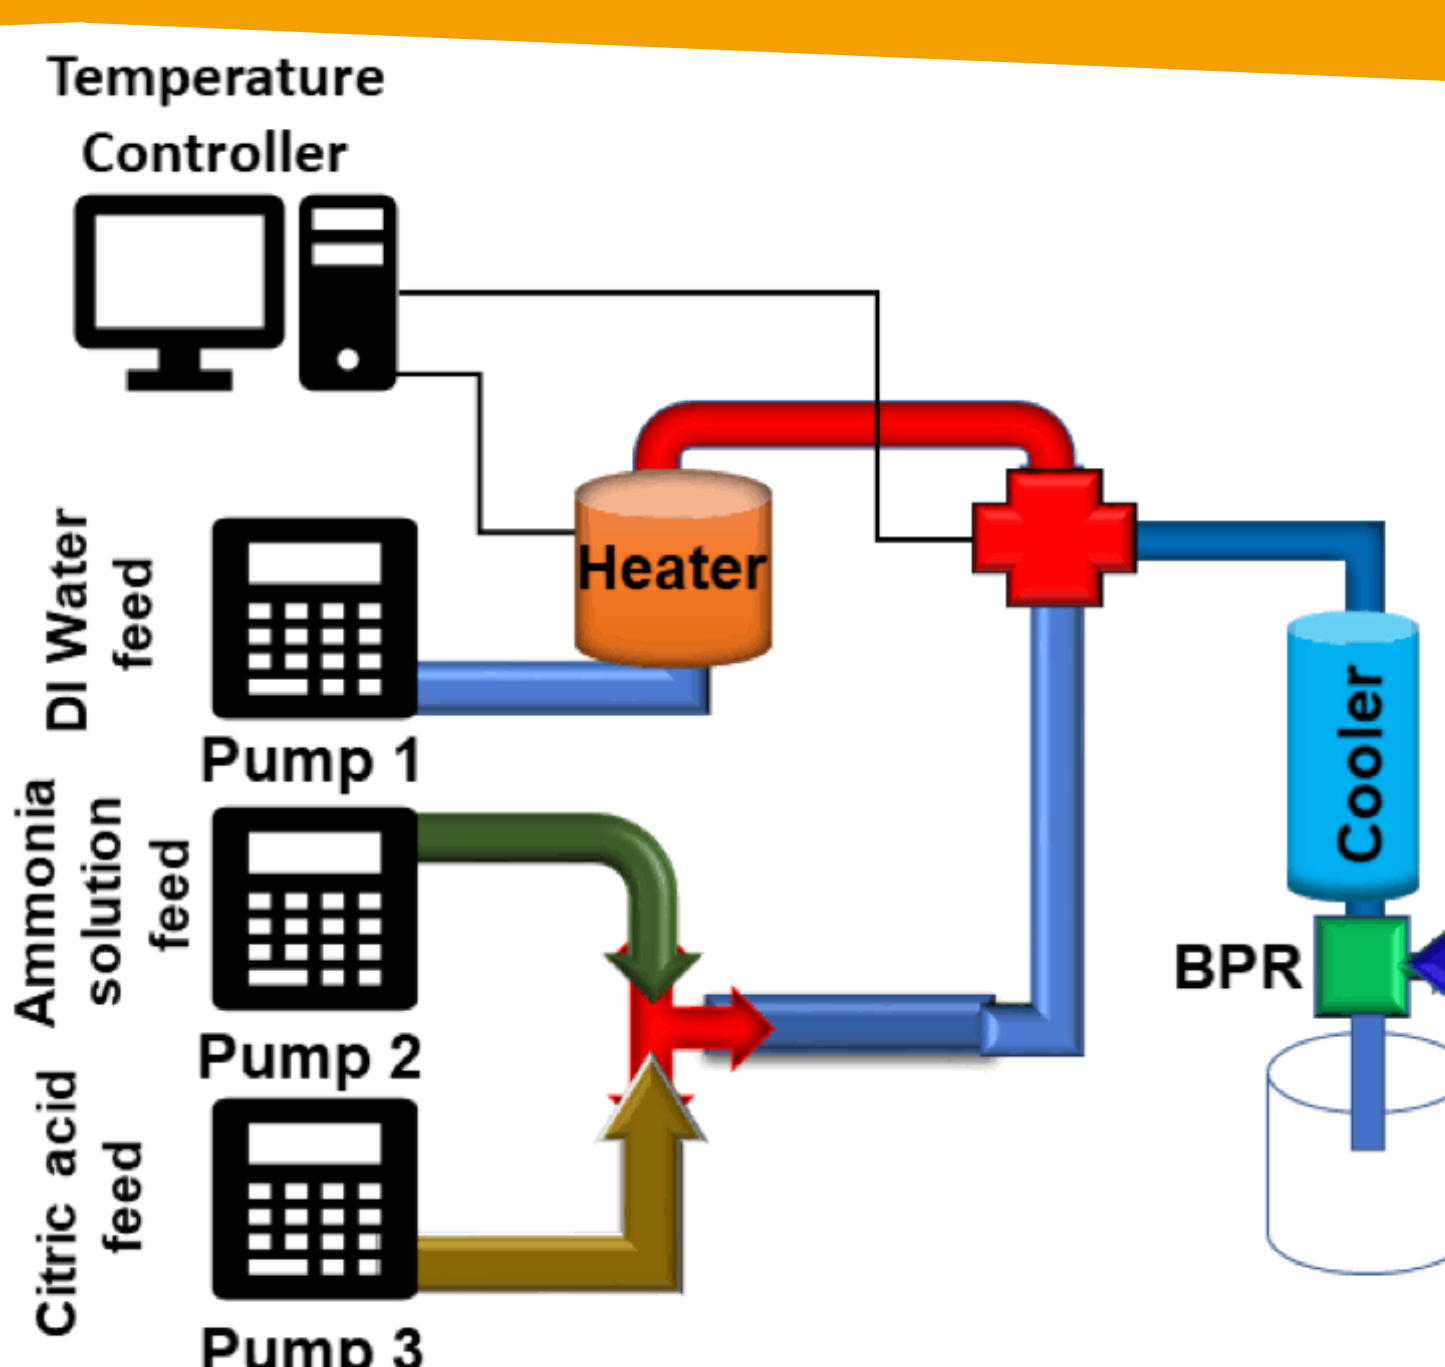 Temperature
Controller
Heater
DI Water
feed
Pump 1
Cooler
Ammonia
solution
feed
BPR
Pump 2
Citric acid
feed
Pump 3